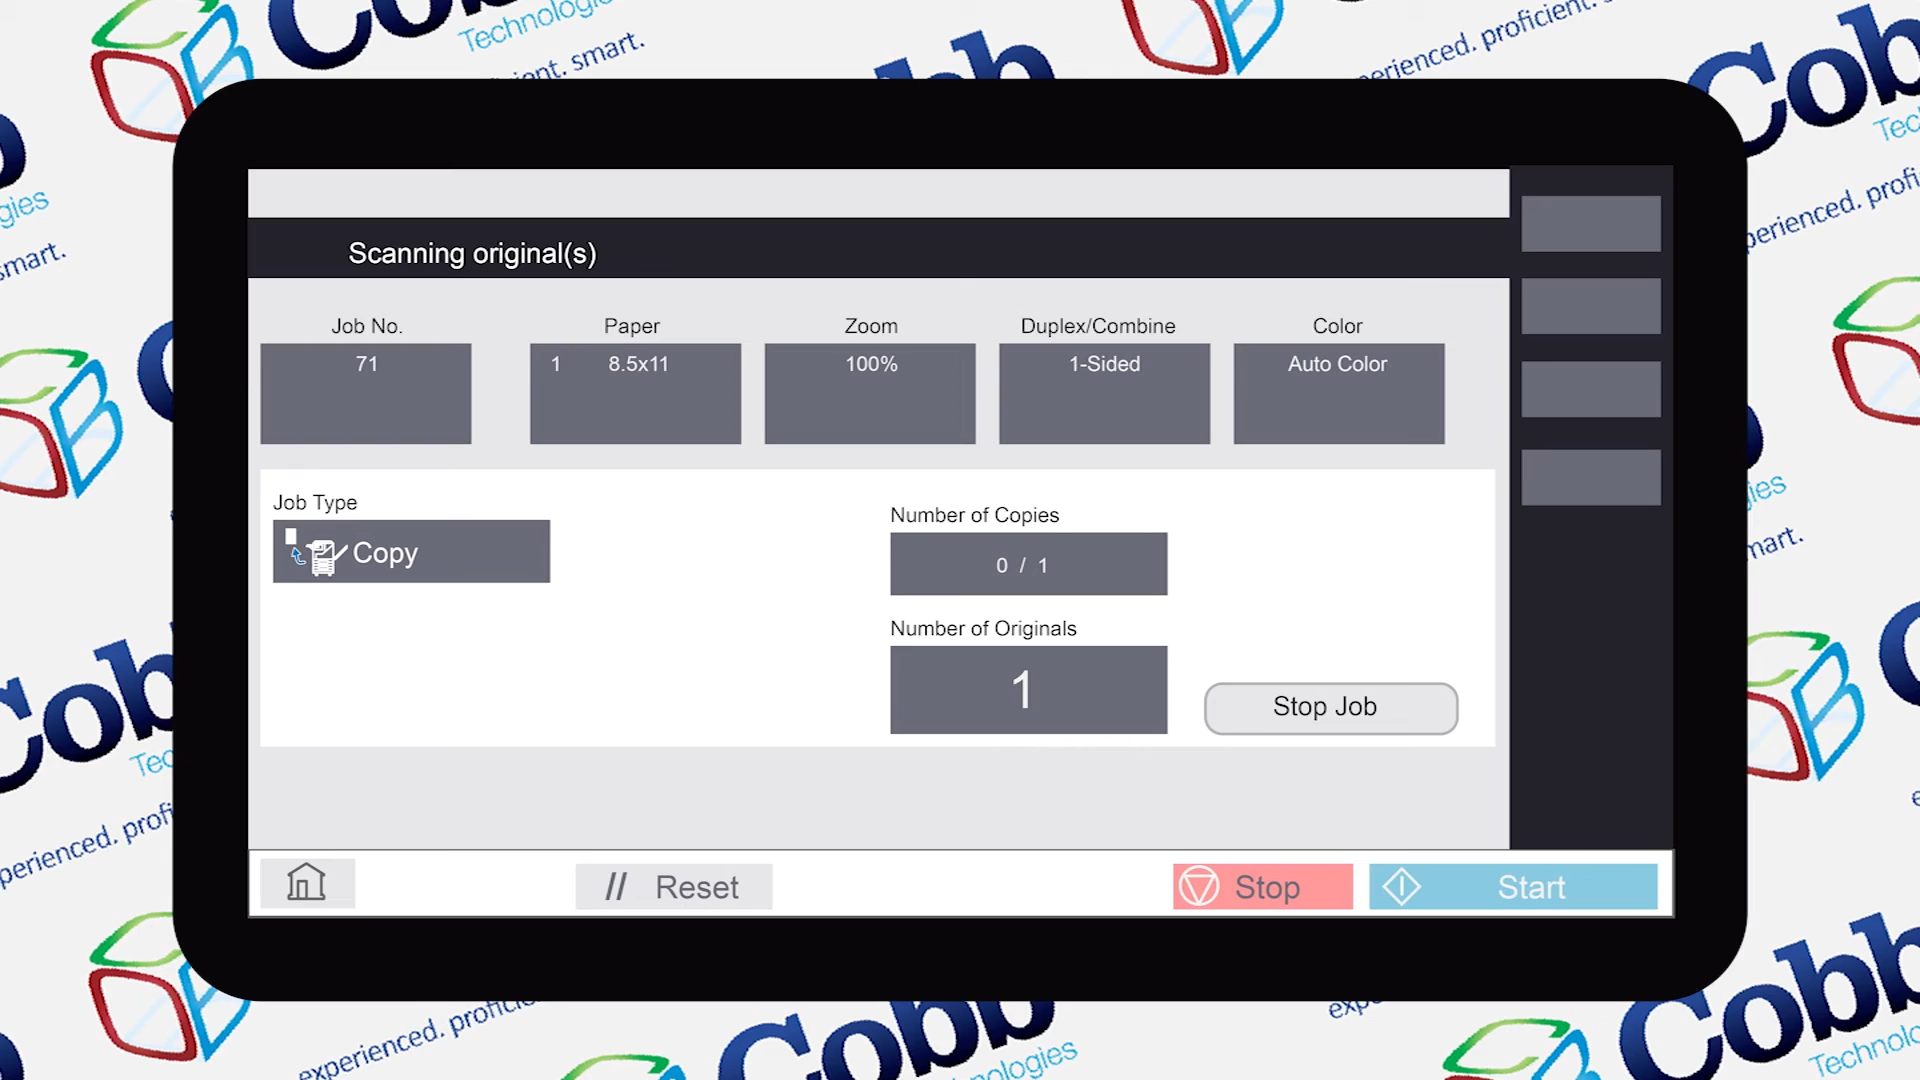 Technologies
smart.
Cobb
experienced. proficient.
Scanning original(s)
Job No.
Paper
Zoom
Duplex/Combine
Color
71
1 8.5x11
100%
1-Sided
Auto Color
Job Type
Copy
Number of Copies
0 / 1
Number of Originals
1
Stop Job
// Reset
Stop
Start
smart.
Cobb
experienced. proficient
Cobb
Technologies
Cobb